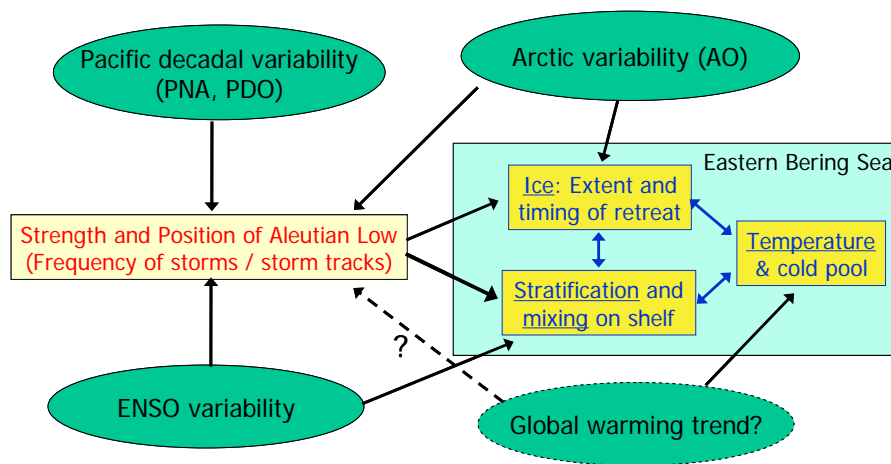 Pacific decadal variability
(PNA, PDO)
Arctic variability (AO)
Eastern Bering Sea
Ice: Extent and
timing of retreat
Strength and Position of Aleutian Low
(Frequency of storms / storm tracks)
Temperature
& cold pool
Stratification and
mixing on shelf
?
ENSO variability
Global warming trend?